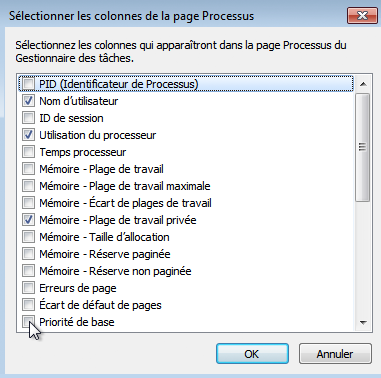 Sélectionner les colonnes de la page Processus
Sélectionnez les colonnes qui apparaîtront dans la page Processus du
Gestionnaire des tâches.
PID (Identificateur de Processus)
Nom d'utilisateur
ID de session
Utilisation du processeur
Temps processeur
Mémoire - Plage de travail
Mémoire - Plage de travail maximale
Mémoire - Écart de plages de travail
Mémoire - Plage de travail privée
Mémoire - Taille d'allocation
Mémoire - Réserve paginée
Mémoire - Réserve non paginée
Erreurs de page
Écart de défaut de pages
Priorité de base
OK
Annuler